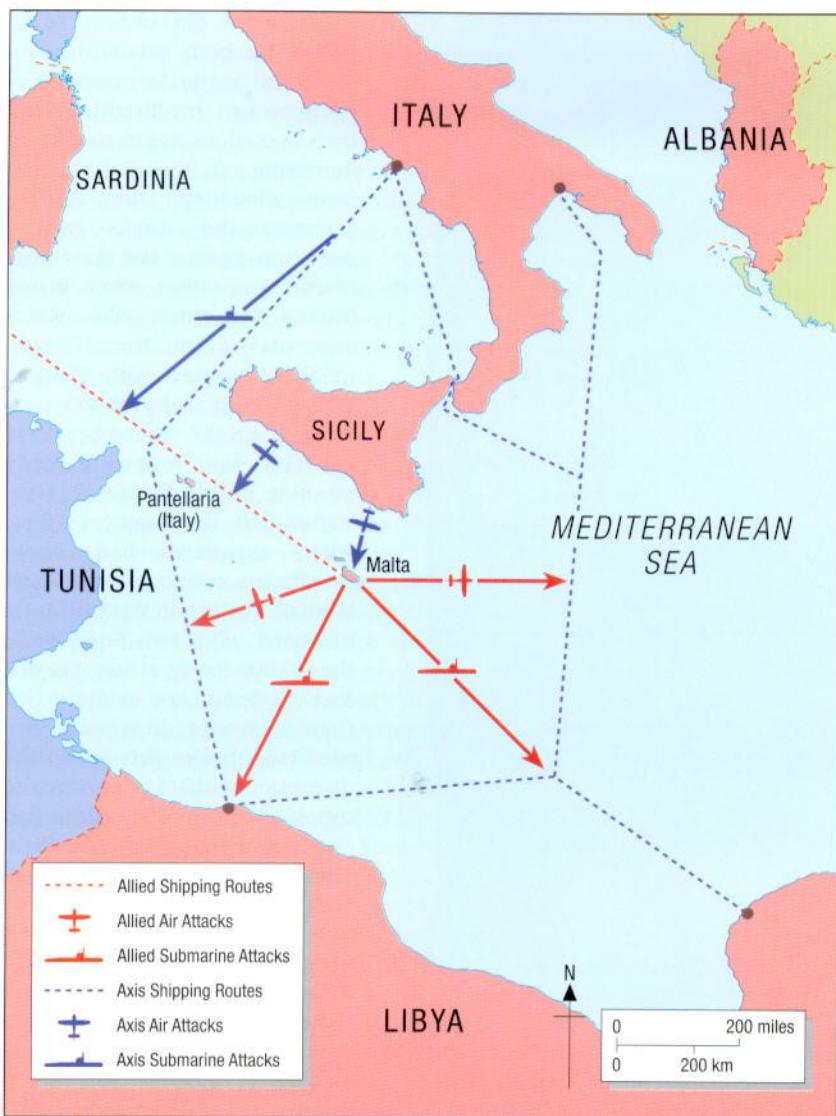 ITALY
ALBANIA
SARDINIA
SICILY
Pantellaria
(Italy)
MEDITERRANEAN
SEA
Malta
TUNISIA
Allied Shipping Routes
Allied Air Attacks
Allied Submarine Attacks
Axis Shipping Routes
Axis Air Attacks
Axis Submarine Attacks
LIBYA
N
0 200 miles
0 200 km